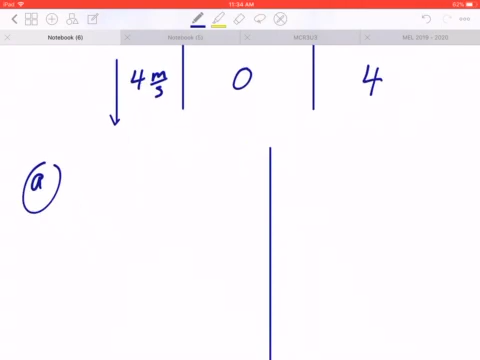 iPad
11:34 AM
82%
Notebook (6)
Notebook (5)
MCR3U3
MEL 2019 - 2020
4 m/s
0
4
a